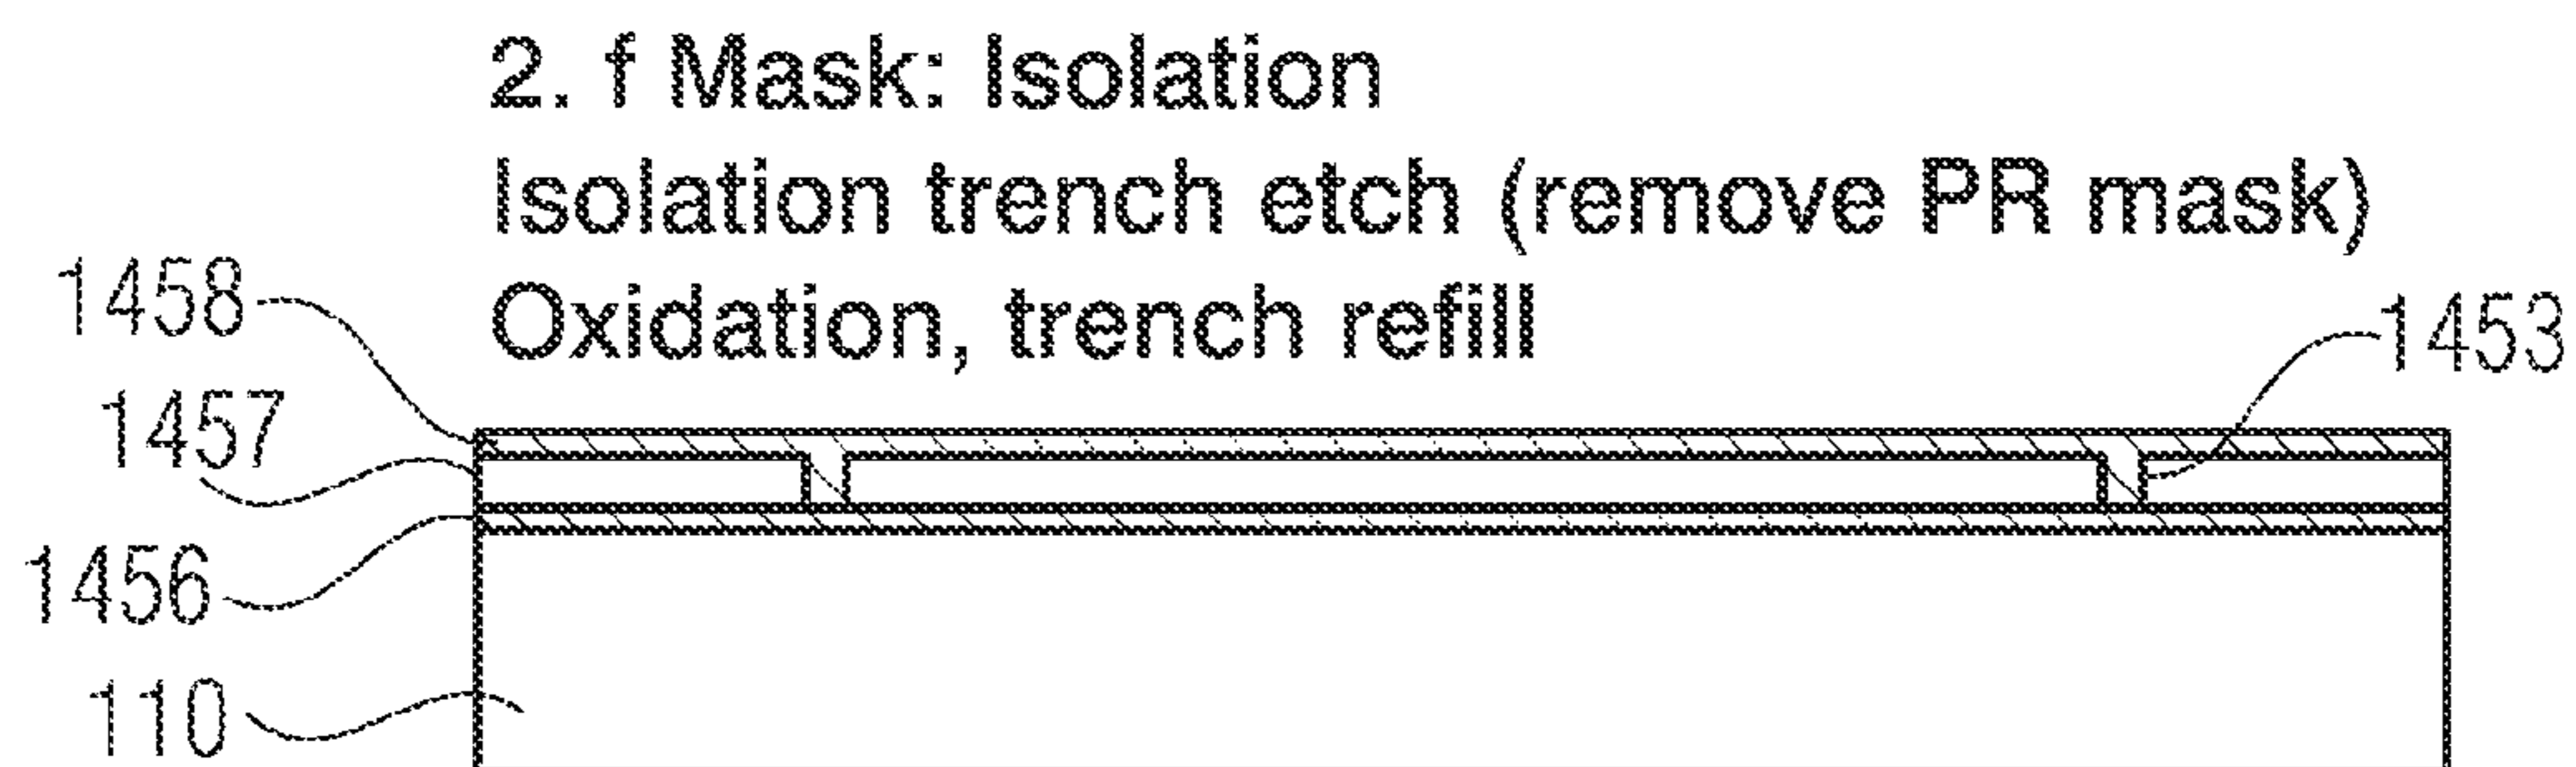 2. f Mask: Isolation
Isolation trench etch (remove PR mask)
Oxidation, trench refill
1458
1453
1457
1456
110